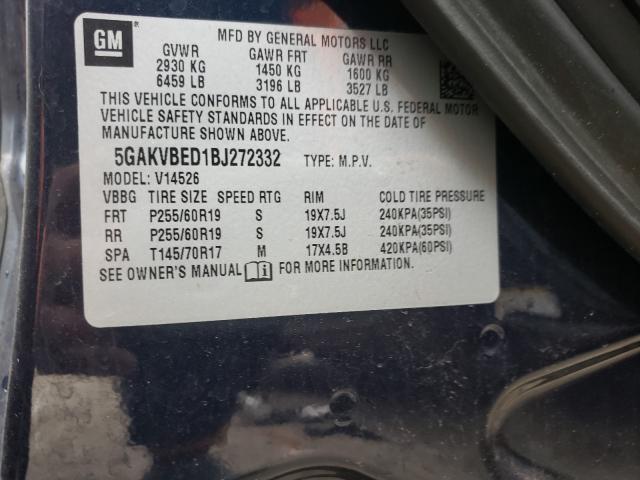 GM
MFD BY GENERAL MOTORS LLC
GVWR GAWR FRT GAWR RR
2930 KG 1450 KG 1600 KG
6459 LB 3196 LB 3527 LB
THIS VEHICLE CONFORMS TO ALL APPLICABLE U.S. FEDERAL MOTOR
VEHICLE SAFETY STANDARDS IN EFFECT ON THE DATE OF
MANUFACTURE SHOWN ABOVE.
5GAKVBED1BJ272332 TYPE: M.P.V.
MODEL: V14526
VBBG TIRE SIZE SPEED RTG RIM COLD TIRE PRESSURE
FRT P255/60R19 S 19X7.5J 240KPA(35PSI)
RR P255/60R19 S 19X7.5J 240KPA(35PSI)
SPA T145/70R17 M 17X4.5B 420KPA(60PSI)
SEE OWNER'S MANUAL FOR MORE INFORMATION.